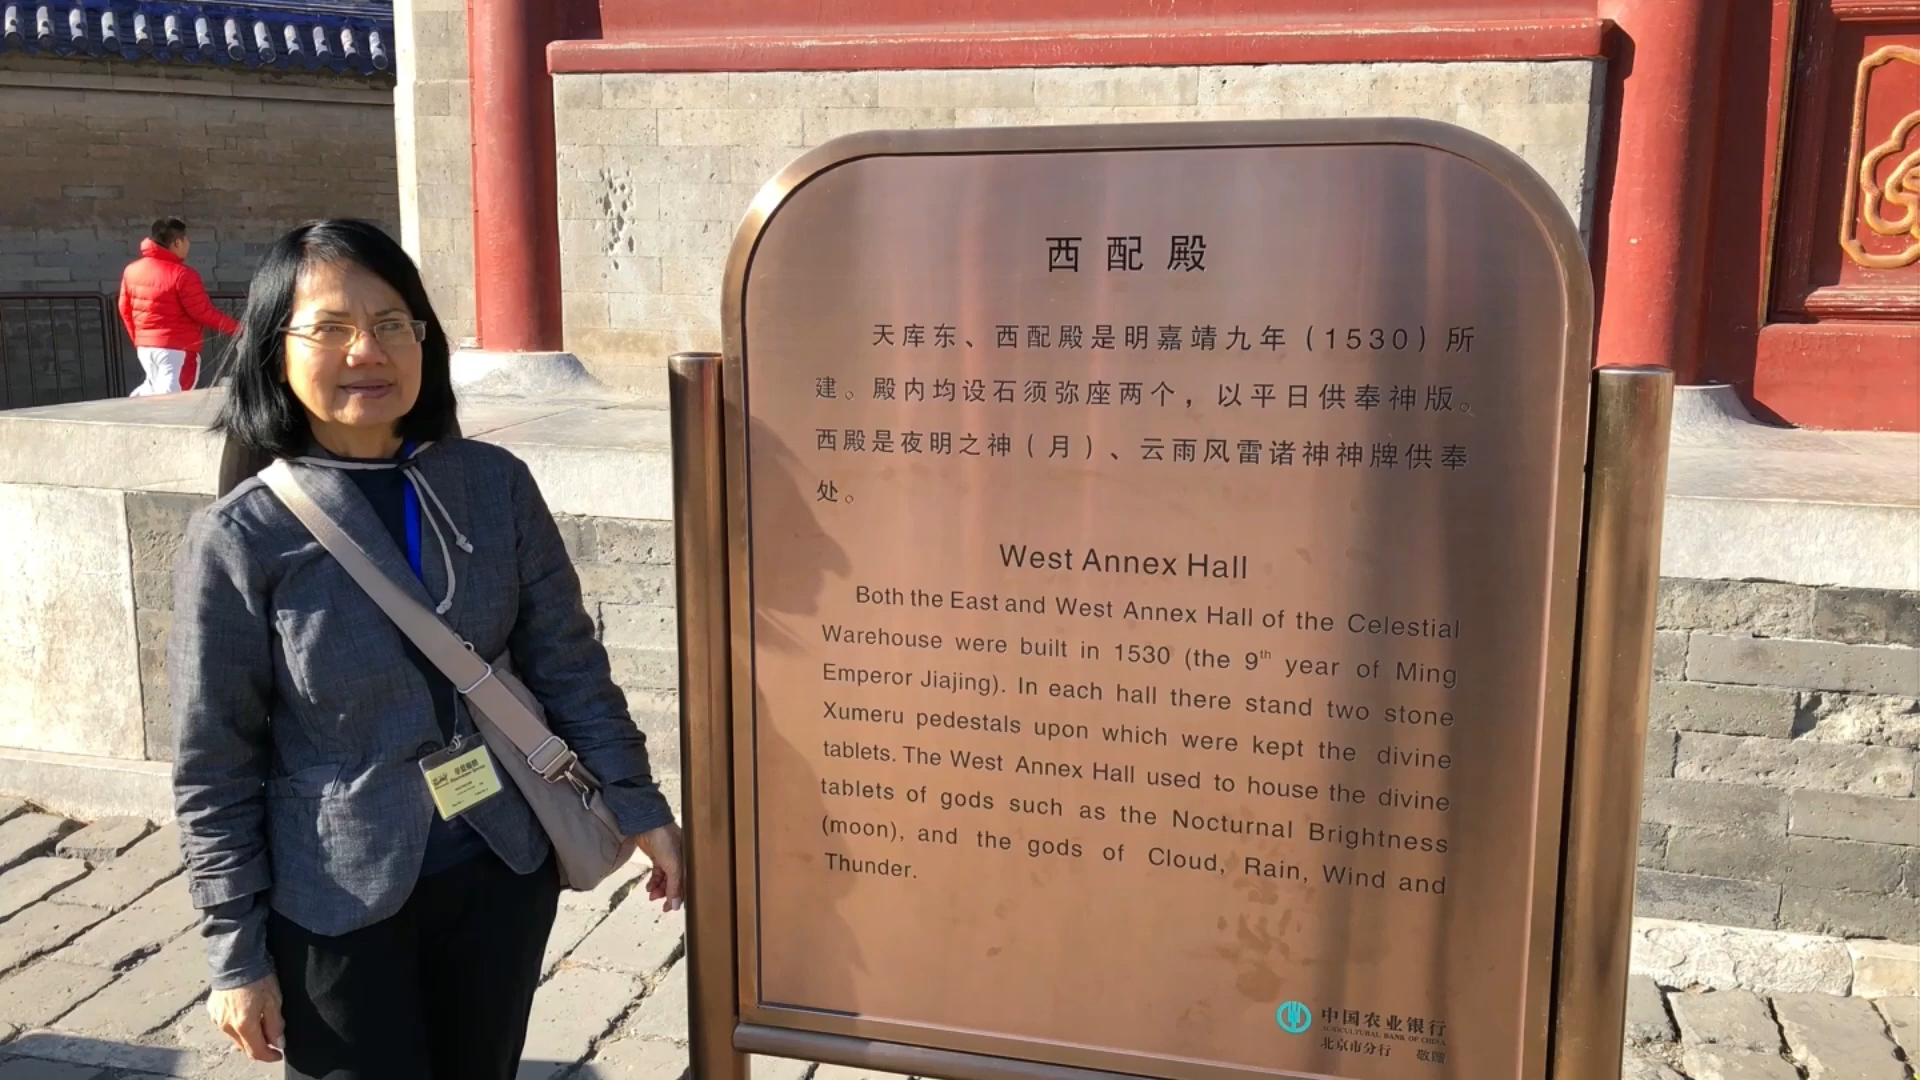 西配殿
天库东、西配殿是明嘉靖九年（1530）所
建。殿内均设石须弥座两个，以平日供奉神版。
西殿是夜明之神（月）、云雨风雷诸神神牌供奉
处。
West Annex Hall
Both the East and West Annex Hall of the Celestial
Warehouse were built in 1530 (the 9th year of Ming
Emperor Jiajing). In each hall there stand two stone
Xumeru pedestals upon which were kept the divine
tablets. The West Annex Hall used to house the divine
tablets of gods such as the Nocturnal Brightness
(moon), and the gods of Cloud, Rain, Wind and
Thunder.
中国农业银行
AGRICULTURAL BANK OF CHINA
北京市分行 敬赠